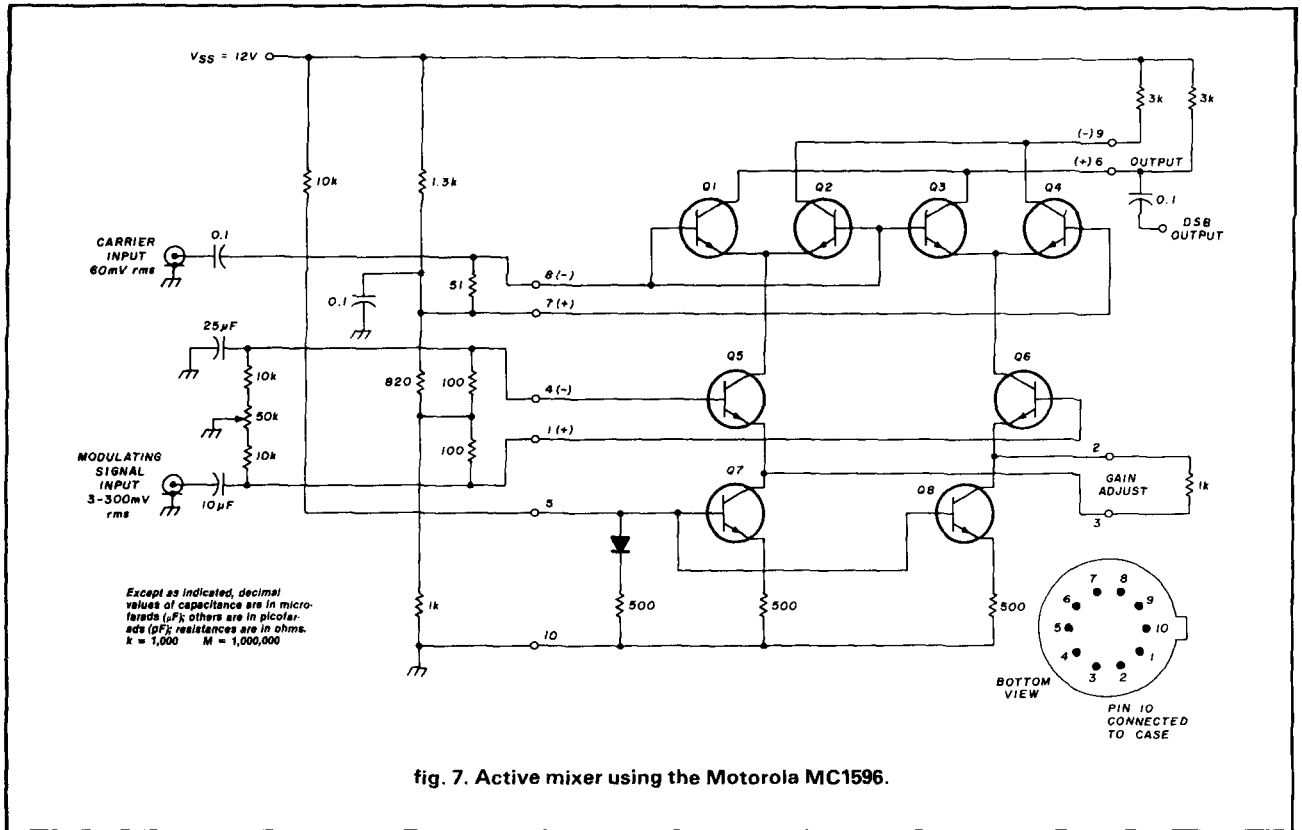 VSS = 12V
3k
3k
(-) 9
(+) 6 OUTPUT
10k
1.3k
Q1
Q2
Q3
Q4
0.1
DSB
OUTPUT
CARRIER
INPUT
60mV rms
0.1
51
8 (-)
7 (+)
0.1
25µF
10k
820
100
4 (-)
Q5
Q6
50k
1 (+)
10k
100
MODULATING
SIGNAL
INPUT
3-300mV
rms
10µF
2
GAIN
ADJUST
1k
3
Q7
Q8
5
Except as indicated, decimal
values of capacitance are in micro-
farads (µF); others are in picofar-
ads (pF); resistances are in ohms.
k = 1,000 M = 1,000,000
1k
500
500
500
10
7 8
6 9
5 10
4 1
3 2
BOTTOM
VIEW
PIN 10
CONNECTED
TO CASE
fig. 7. Active mixer using the Motorola MC1596.